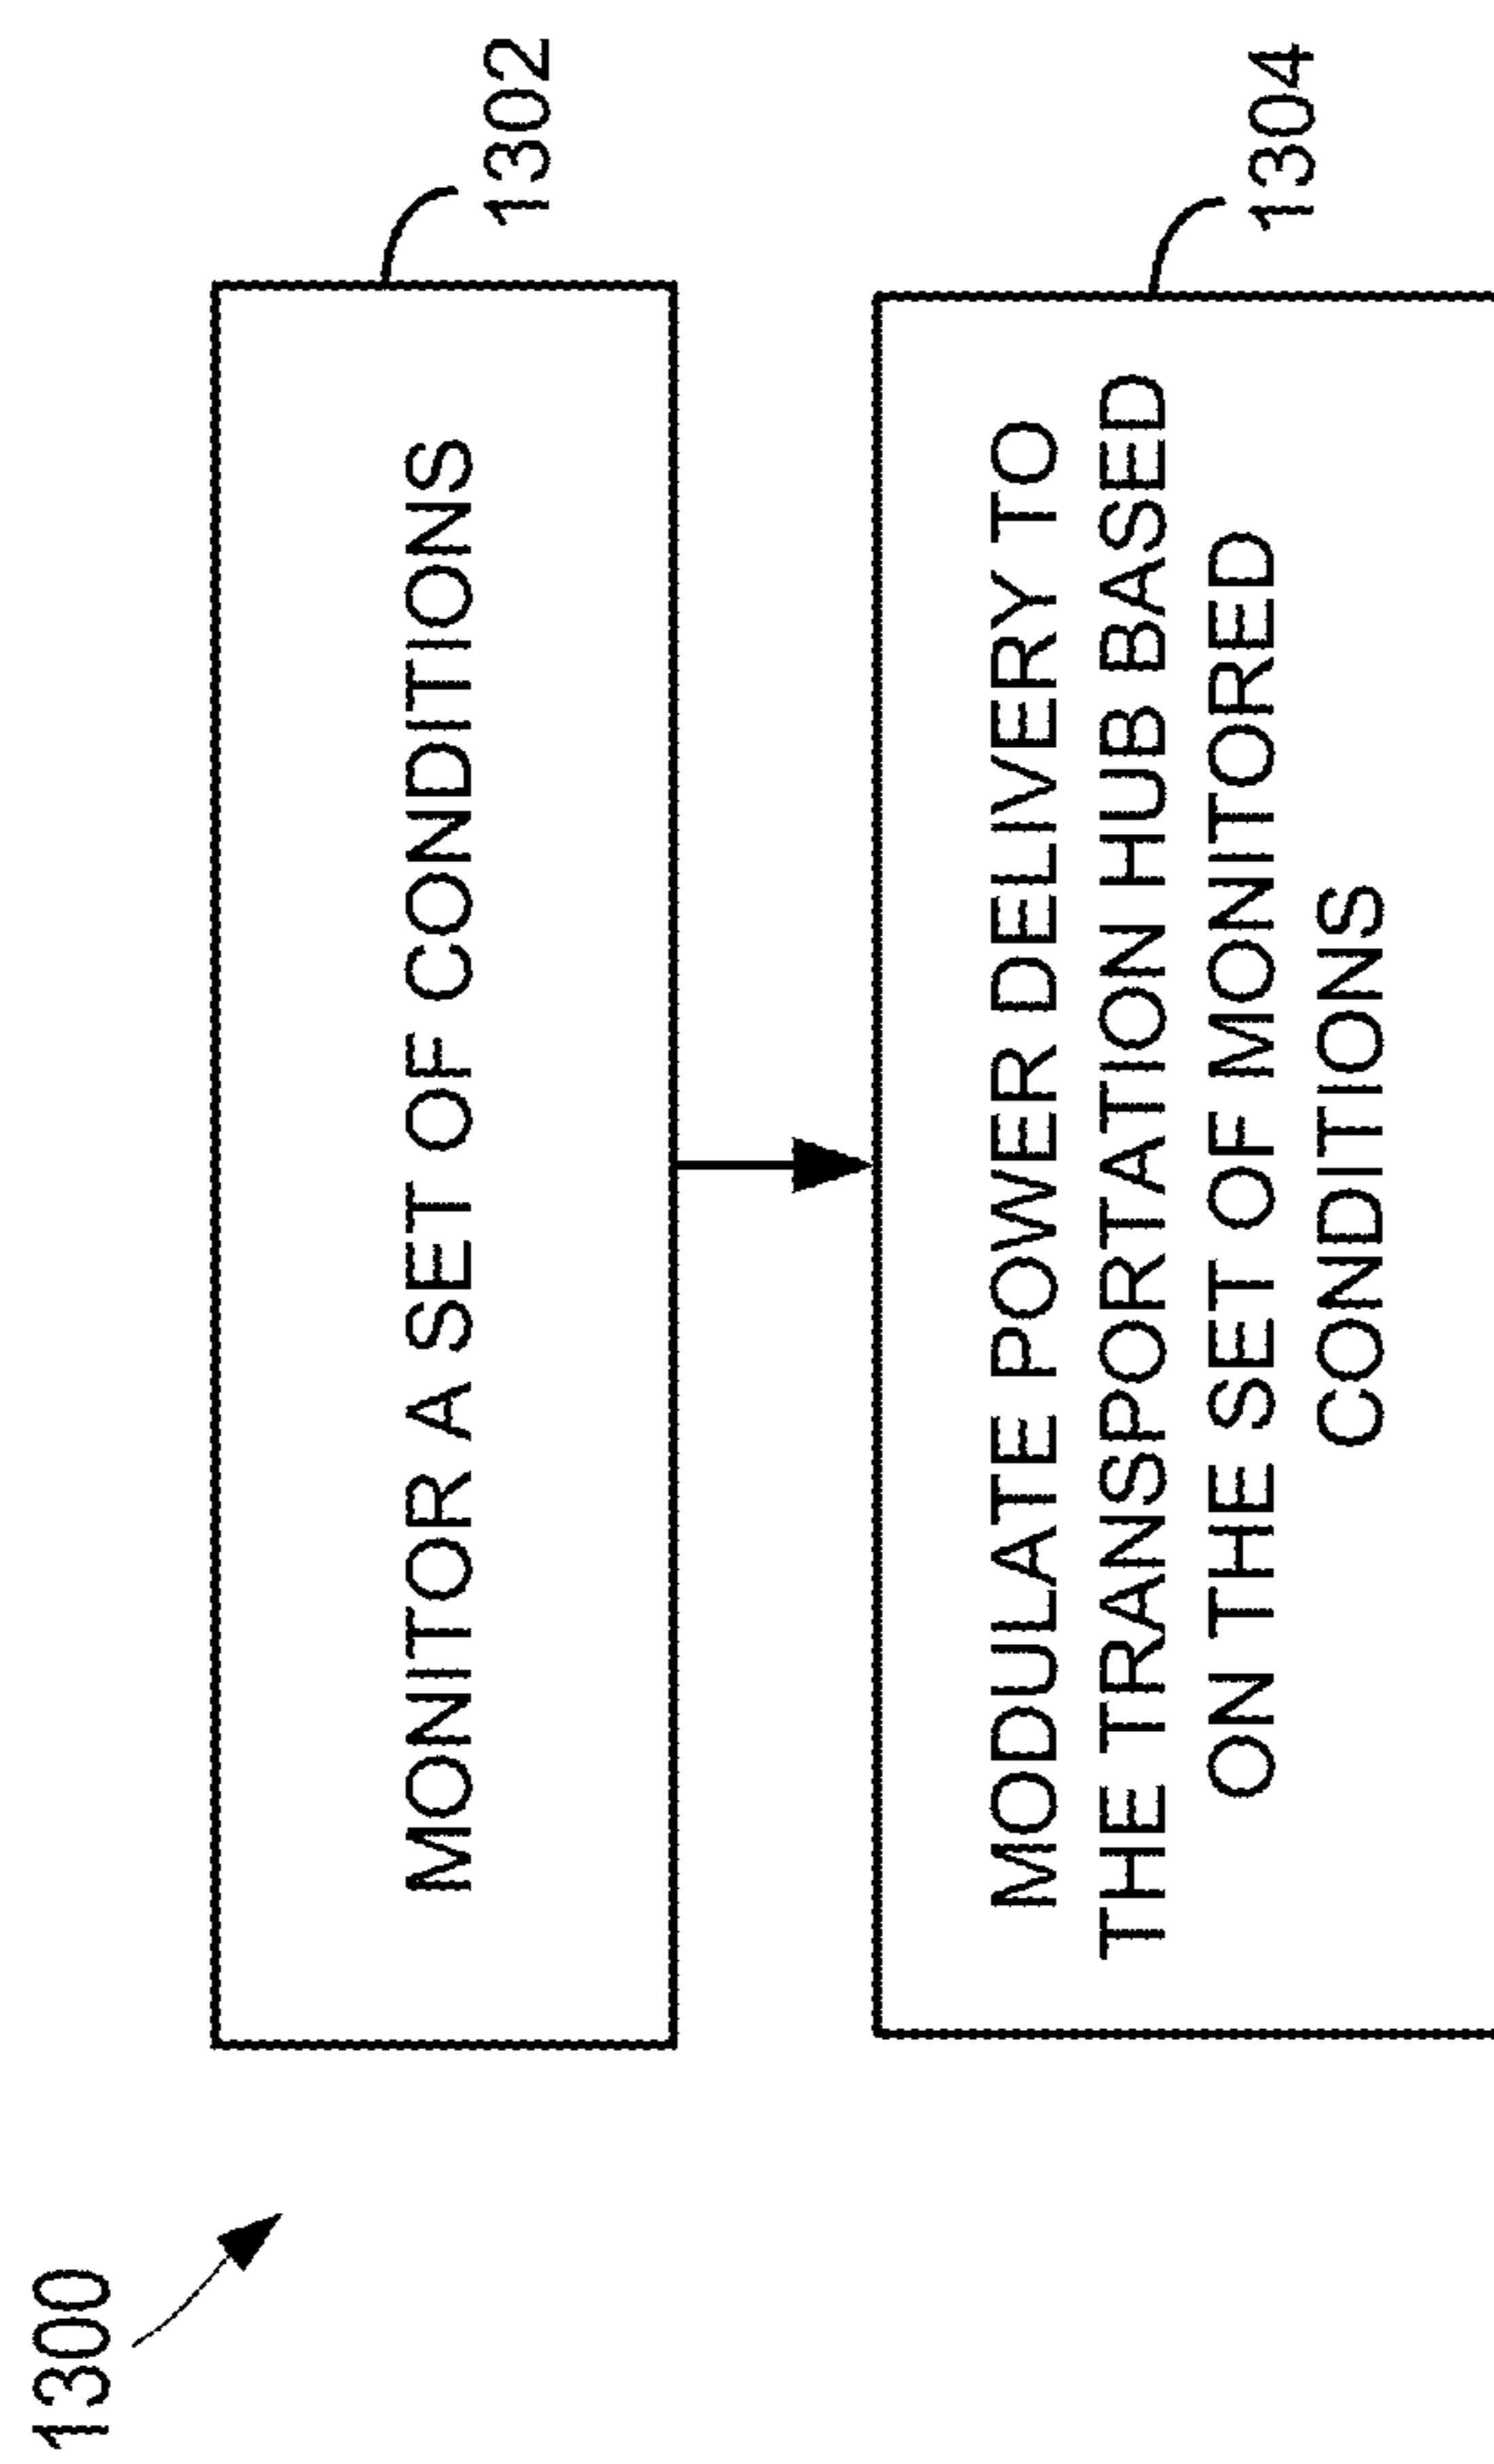 1300
MONITOR A SET OF CONDITIONS
1302
MODULATE POWER DELIVERY TO
THE TRANSPORTATION HUB BASED
ON THE SET OF MONITORED
CONDITIONS
1304